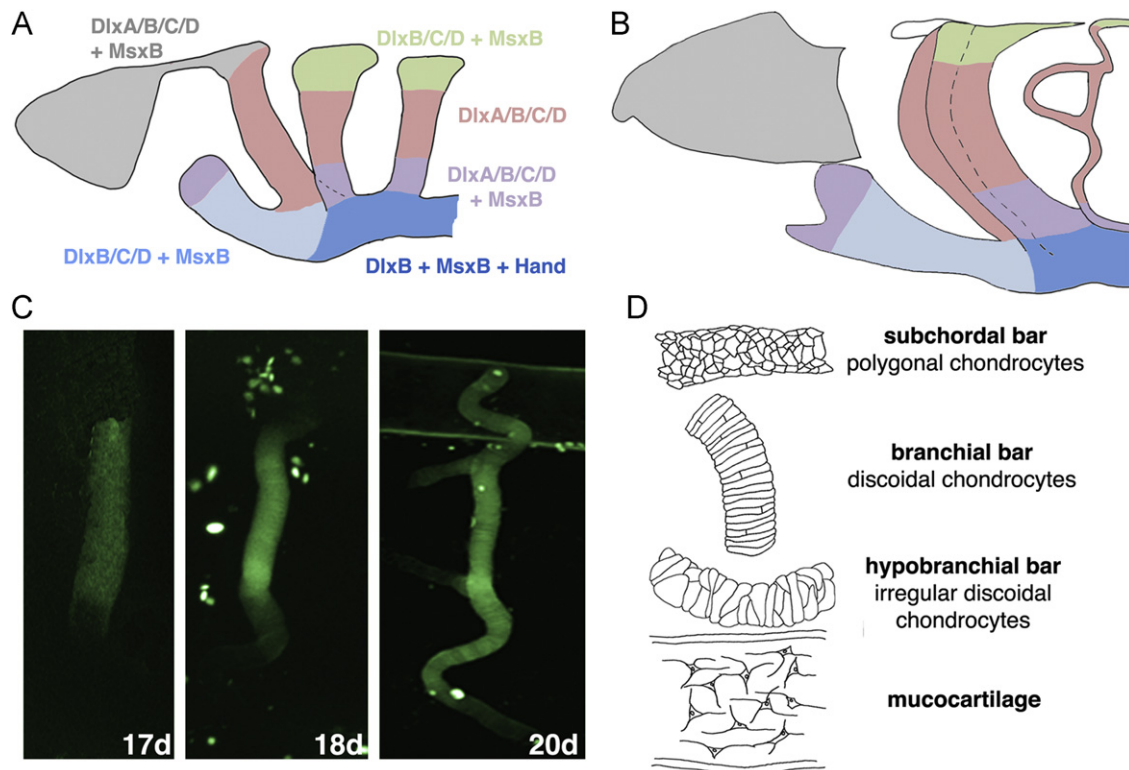 A
DlxA/B/C/D
+ MsxB
DlxB/C/D + MsxB
DlxA/B/C/D
DlxA/B/C/D
+ MsxB
DlxB/C/D + MsxB
DlxB + MsxB + Hand
B
C
17d
18d
20d
D
subchordal bar
polygonal chondrocytes
branchial bar
discoidal chondrocytes
hypobranchial bar
irregular discoidal
chondrocytes
mucocartilage